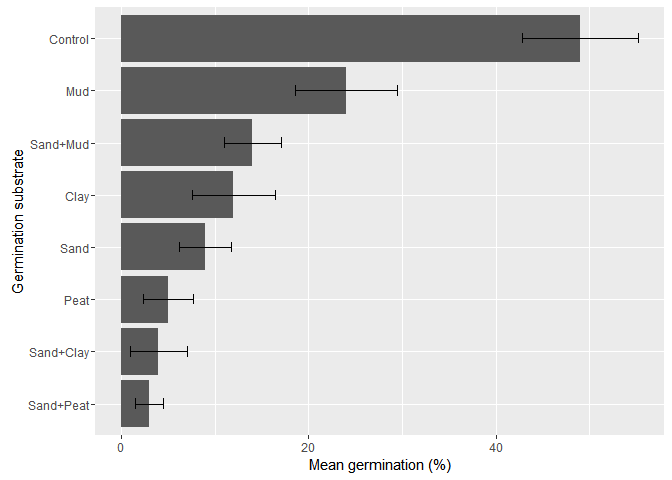 Control
Mud
Sand+Mud
Clay
Sand
Peat
Sand+Clay
Sand+Peat
Germination substrate
0 20 40
Mean germination (%)